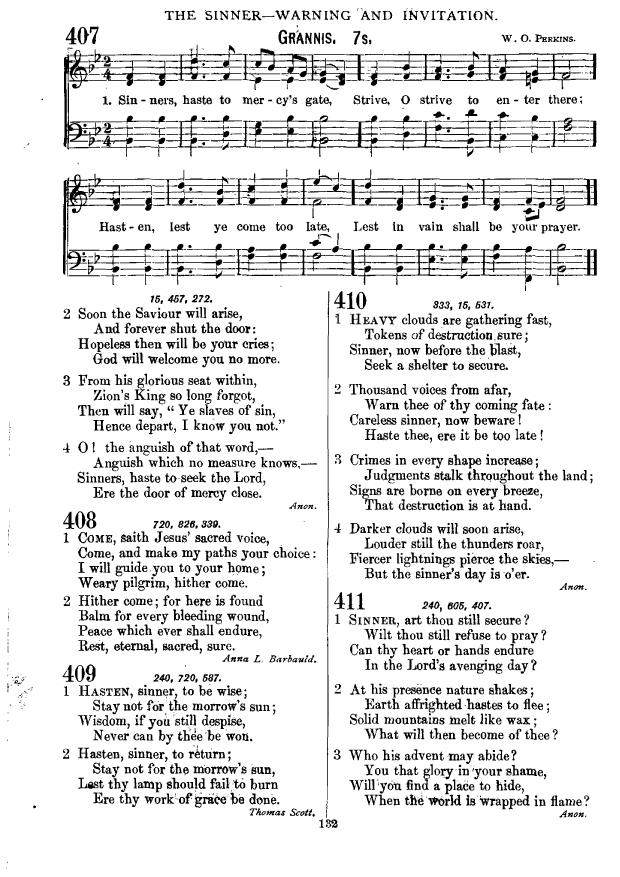 THE SINNER—WARNING AND INVITATION.
407 GRANNIS. 7s. W. O. PERKINS.
1. Sin - ners, haste to mer - cy's gate, Strive, O strive to en - ter there;
Hast - en, lest ye come too late, Lest in vain shall be your prayer.
15, 457, 272.
2 Soon the Saviour will arise,
And forever shut the door:
Hopeless then will be your cries;
God will welcome you no more.
3 From his glorious seat within,
Zion's King so long forgot,
Then will say, “ Ye slaves of sin,
Hence depart, I know you not.”
4 O! the anguish of that word,—
Anguish which no measure knows,—
Sinners, haste to seek the Lord,
Ere the door of mercy close.
Anon.
408 720, 826, 339.
1 COME, saith Jesus' sacred voice,
Come, and make my paths your choice:
I will guide you to your home;
Weary pilgrim, hither come.
2 Hither come; for here is found
Balm for every bleeding wound,
Peace which ever shall endure,
Rest, eternal, sacred, sure.
Anna L. Barbauld.
409 240, 720, 587.
1 HASTEN, sinner, to be wise;
Stay not for the morrow's sun;
Wisdom, if you still despise,
Never can by thee be won.
2 Hasten, sinner, to return;
Stay not for the morrow's sun,
Lest thy lamp should fail to burn
Ere thy work of grace be done.
Thomas Scott.
410 333, 15, 531.
1 HEAVY clouds are gathering fast,
Tokens of destruction sure;
Sinner, now before the blast,
Seek a shelter to secure.
2 Thousand voices from afar,
Warn thee of thy coming fate:
Careless sinner, now beware!
Haste thee, ere it be too late!
3 Crimes in every shape increase;
Judgments stalk throughout the land;
Signs are borne on every breeze,
That destruction is at hand.
4 Darker clouds will soon arise,
Louder still the thunders roar,
Fiercer lightnings pierce the skies,—
But the sinner's day is o'er.
Anon.
411 240, 605, 407.
1 SINNER, art thou still secure?
Wilt thou still refuse to pray?
Can thy heart or hands endure
In the Lord's avenging day?
2 At his presence nature shakes;
Earth affrighted hastes to flee;
Solid mountains melt like wax;
What will then become of thee?
3 Who his advent may abide?
You that glory in your shame,
Will you find a place to hide,
When the world is wrapped in flame?
Anon.
132